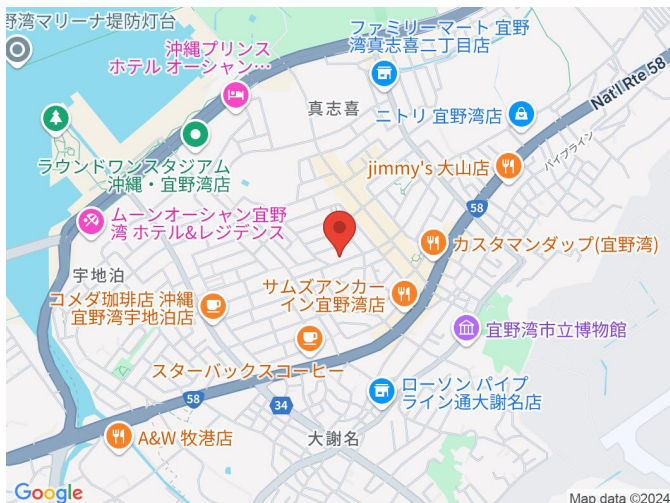 野湾マリーナ堤防灯台
沖縄プリンス
ホテル オーシャン…
ファミリーマート 宜野
湾真志喜二丁目店
真志喜
ニトリ 宜野湾店
Nat'l Rte 58
パイプライン
ラウンドワンスタジアム
沖縄・宜野湾店
jimmy's 大山店
58
ムーンオーシャン宜野
湾 ホテル&レジデンス
カスタマンダップ(宜野湾)
宇地泊
コメダ珈琲店 沖縄
宜野湾宇地泊店
サムズアンカー
イン宜野湾店
宜野湾市立博物館
スターバックスコーヒー
ローソン パイプ
ライン通大謝名店
58
34
A&W 牧港店
大謝名
Google
Map data ©2024